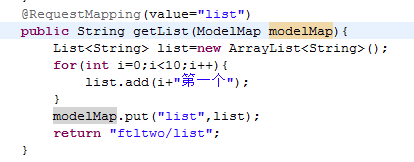 @RequestMapping(value="list")
public String getList(ModelMap modelMap){
List<String> list=new ArrayList<String>();
for(int i=0;i<10;i++){
list.add(i+"第一个");
}
modelMap.put("list",list);
return "ftltwo/list";